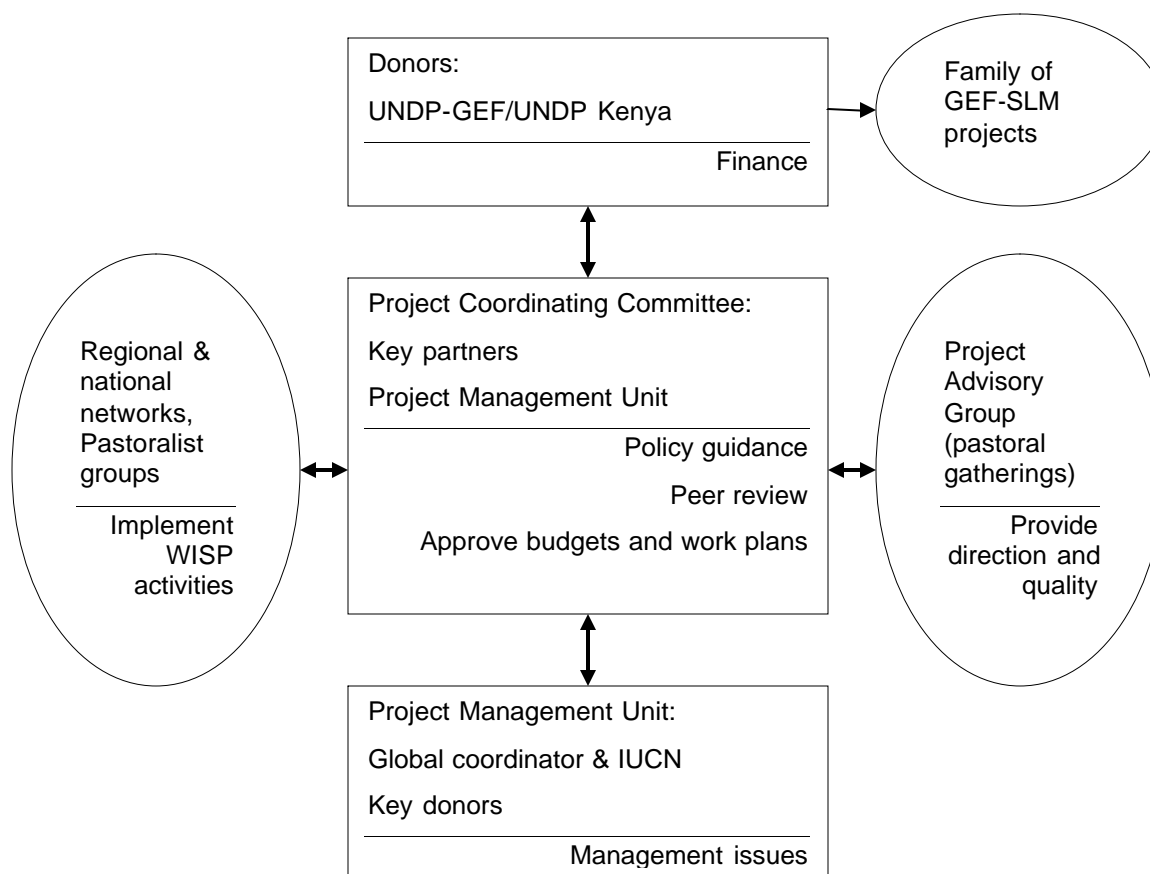 Donors:
UNDP-GEF/UNDP Kenya
Finance
Family of
GEF-SLM
projects
Regional &
national
networks,
Pastoralist
groups
Implement
WISP
activities
Project Coordinating Committee:
Key partners
Project Management Unit
Policy guidance
Peer review
Approve budgets and work plans
Project
Advisory
Group
(pastoral
gatherings)
Provide
direction and
quality
Project Management Unit:
Global coordinator & IUCN
Key donors
Management issues